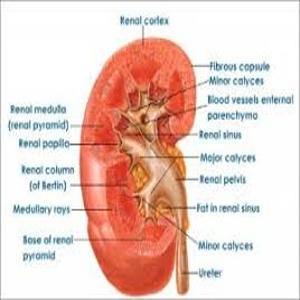 Renal cortex
Fibrous capsule
Minor calyces
Blood vessels enternal
parenchyma
Renal sinus
Major calyces
Renal pelvis
Fat in renal sinus
Minor calyces
Ureter
Renal medulla
(renal pyramid)
Renal papilla
Renal column
(of Bertin)
Medullary rays
Base of renal
pyramid